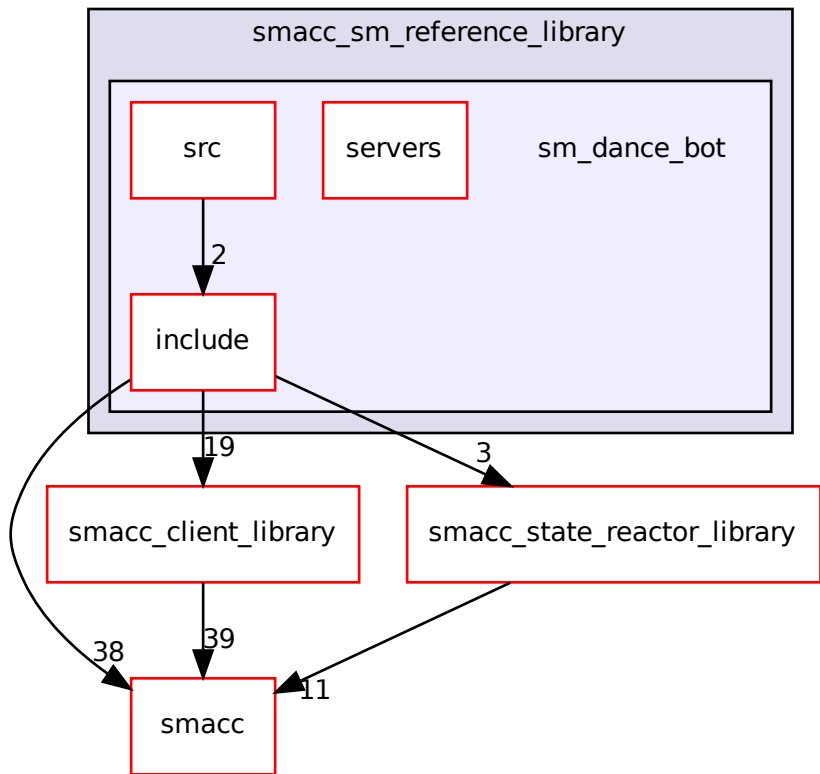 smacc_sm_reference_library
src
servers
sm_dance_bot
2
include
19
3
smacc_client_library
smacc_state_reactor_library
38
39
11
smacc